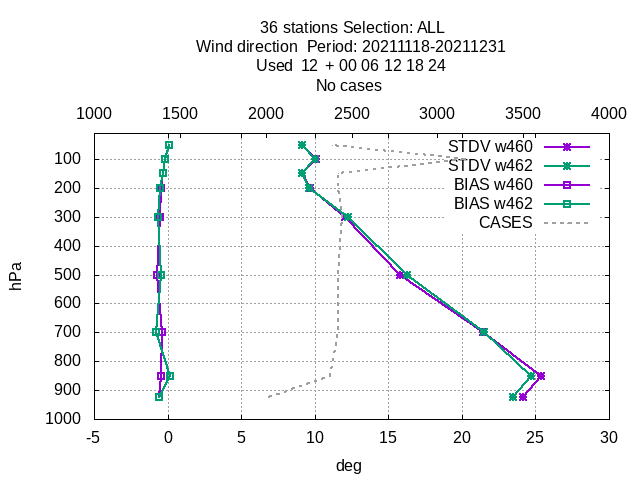 36 stations Selection: ALL
Wind direction  Period: 20211118-20211231
Used  12  + 00 06 12 18 24
No cases
1000 1500 2000 2500 3000 3500 4000
STDV w460
STDV w462
BIAS w460
BIAS w462
CASES
100
200
300
400
500
600
700
800
900
1000
hPa
-5 0 5 10 15 20 25 30
deg